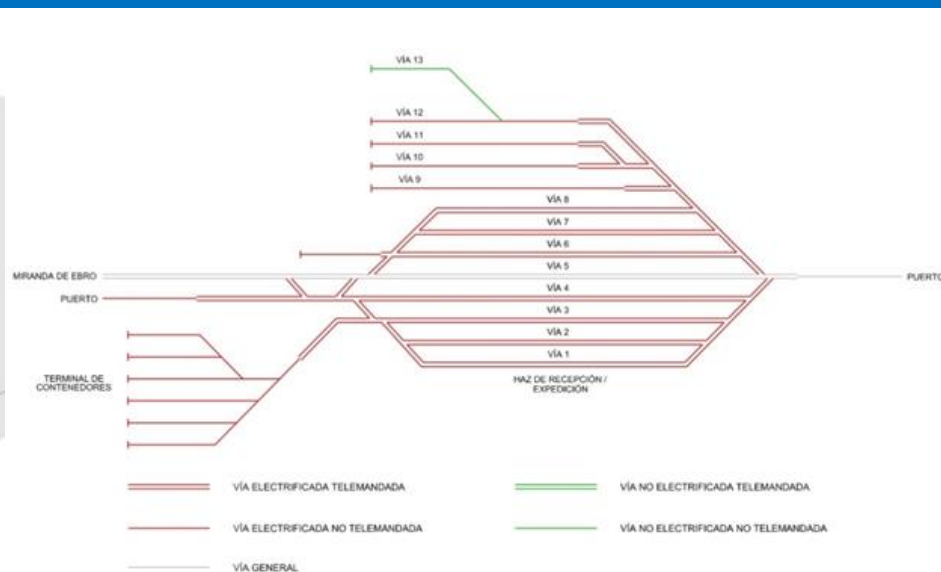 VÍA 13
VÍA 12
VÍA 11
VÍA 10
VÍA 9
VÍA 8
VÍA 7
VÍA 6
VÍA 5
MIRANDA DE EBRO
PUERTO
VÍA 4
PUERTO
VÍA 3
VÍA 2
VÍA 1
TERMINAL DE
CONTENEDORES
HAZ DE RECEPCIÓN /
EXPEDICIÓN
VÍA ELECTRIFICADA TELEMANDADA
VÍA NO ELECTRIFICADA TELEMANDADA
VÍA ELECTRIFICADA NO TELEMANDADA
VÍA NO ELECTRIFICADA NO TELEMANDADA
VÍA GENERAL